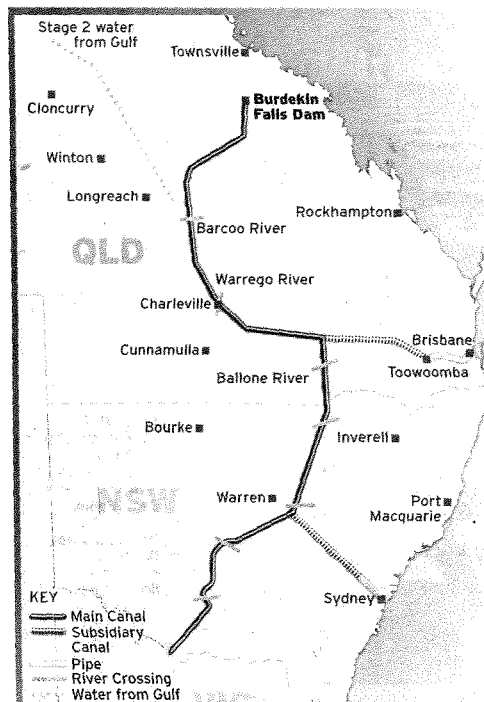 Stage 2 water
from Gulf
Townsville
Cloncurry
Burdekin
Falls Dam
Winton
Longreach
Rockhampton
Barcoo River
QLD
Warrego River
Charleville
Brisbane
Cunnamulla
Toowoomba
Ballone River
Bourke
Inverell
NSW
Warren
Port
Macquarie
Sydney
KEY
Main Canal
Subsidiary
Canal
Pipe
River Crossing
Water from Gulf